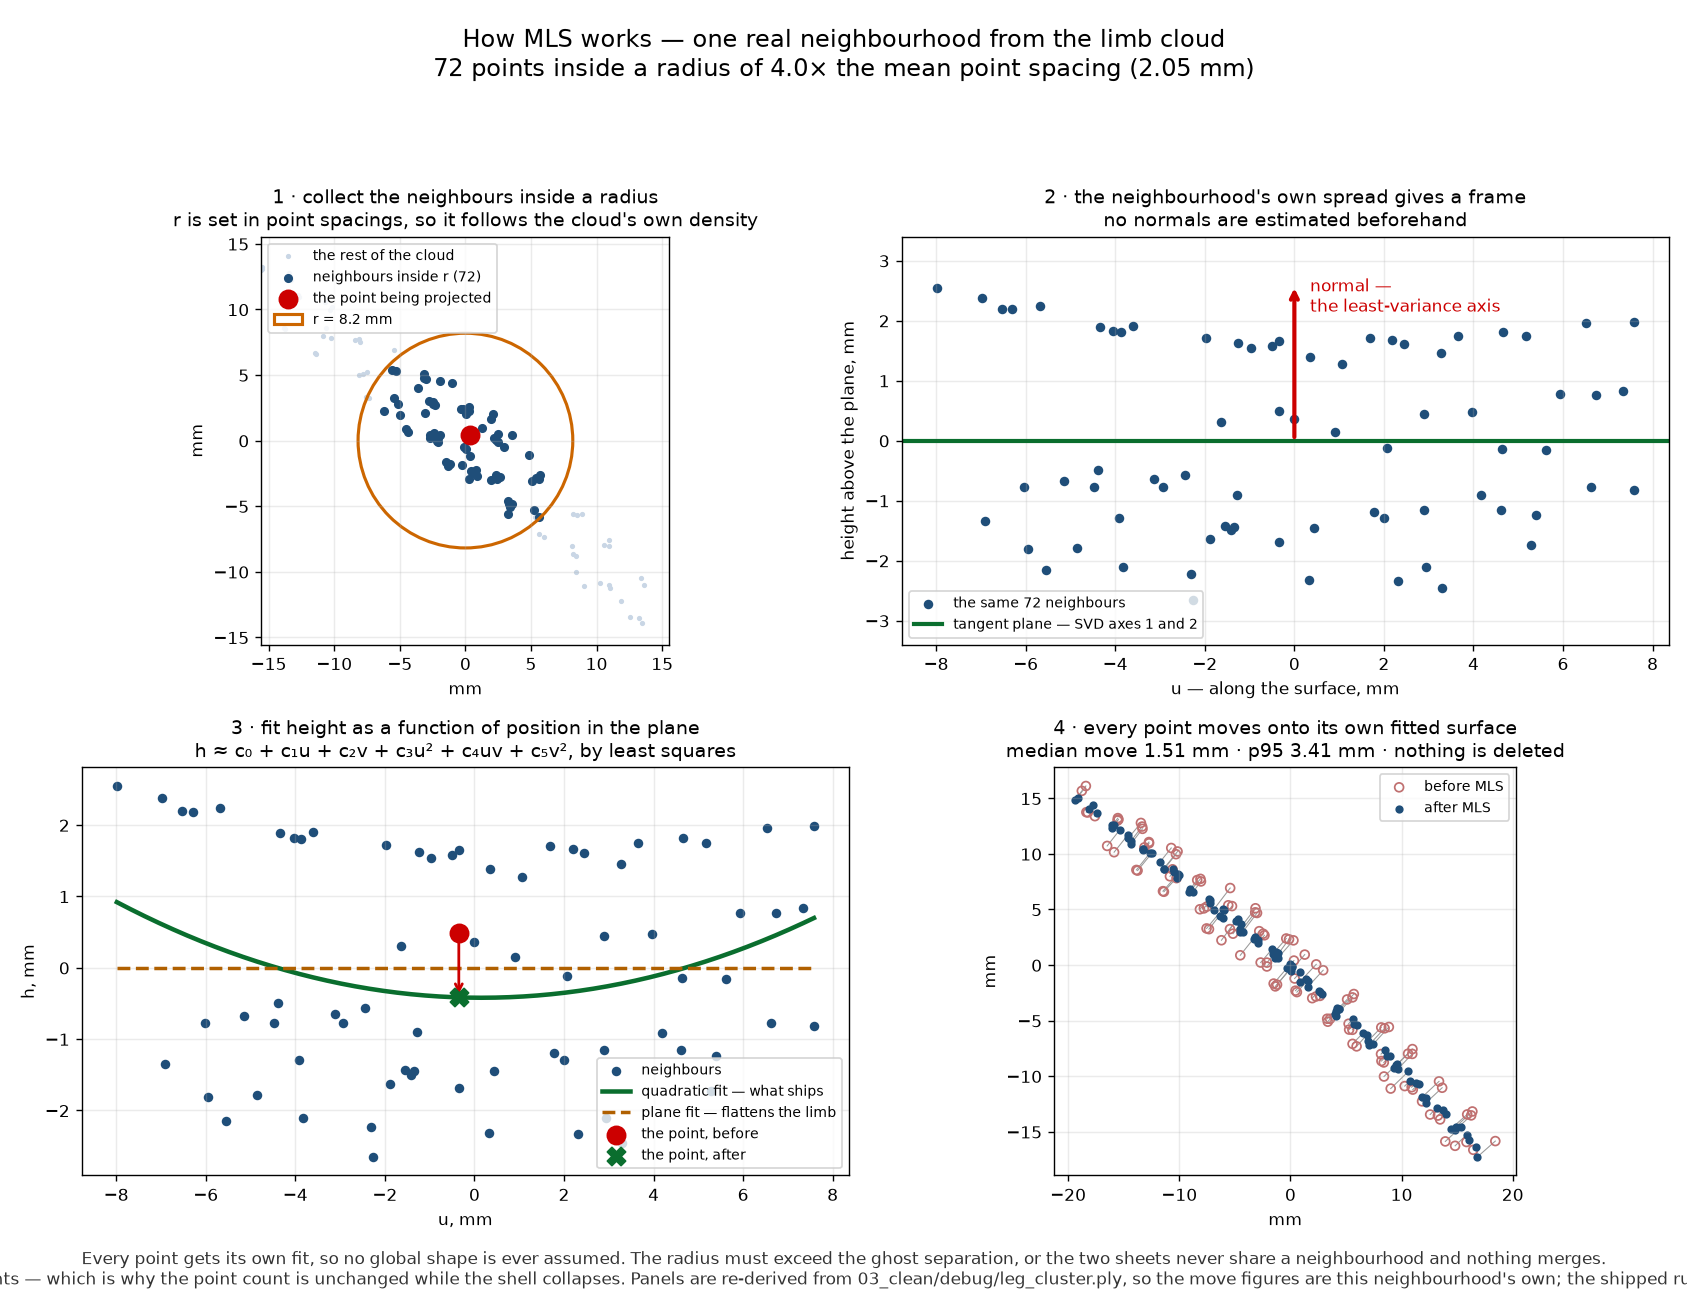 How MLS works — one real neighbourhood from the limb cloud
72 points inside a radius of 4.0× the mean point spacing (2.05 mm)
1 · collect the neighbours inside a radius
r is set in point spacings, so it follows the cloud's own density
15
10
5
0
−5
−10
−15
mm
the rest of the cloud
neighbours inside r (72)
the point being projected
r = 8.2 mm
−15 −10 −5 0 5 10 15
mm
2 · the neighbourhood's own spread gives a frame
no normals are estimated beforehand
3
2
1
0
−1
−2
−3
height above the plane, mm
normal —
the least-variance axis
the same 72 neighbours
tangent plane — SVD axes 1 and 2
−8 −6 −4 −2 0 2 4 6 8
u — along the surface, mm
3 · fit height as a function of position in the plane
h ≈ c₀ + c₁u + c₂v + c₃u² + c₄uv + c₅v², by least squares
2
1
0
−1
−2
h, mm
neighbours
quadratic fit — what ships
plane fit — flattens the limb
the point, before
the point, after
−8 −6 −4 −2 0 2 4 6 8
u, mm
4 · every point moves onto its own fitted surface
median move 1.51 mm · p95 3.41 mm · nothing is deleted
15
10
5
0
−5
−10
−15
mm
before MLS
after MLS
−20 −10 0 10 20
mm
Every point gets its own fit, so no global shape is ever assumed. The radius must exceed the ghost separation, or the two sheets never share a neighbourhood and nothing merges.
— which is why the point count is unchanged while the shell collapses. Panels are re-derived from 03_clean/debug/leg_cluster.ply, so the move figures are this neighbourhood's own; the shipped